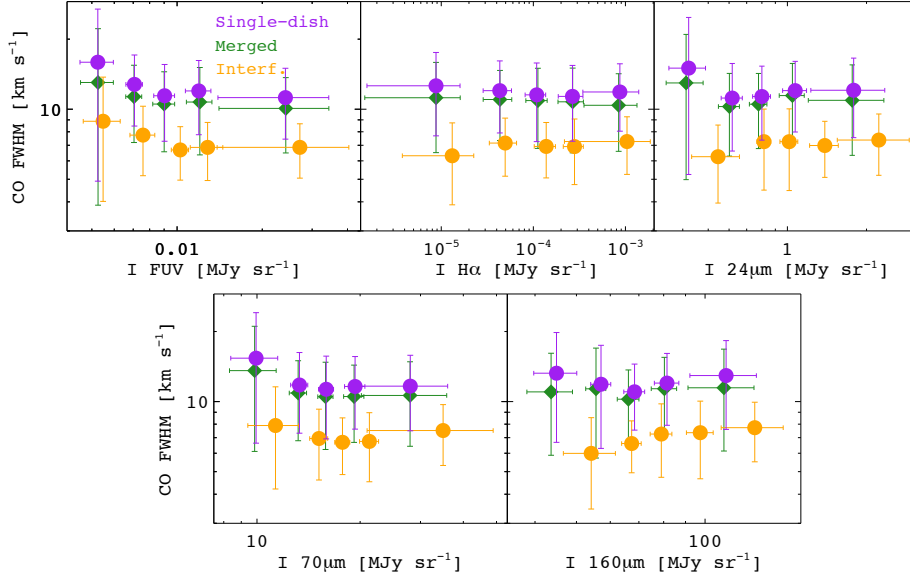 Single-dish
Merged
Interf.
CO FWHM [km s⁻¹]
10
0.01
10⁻⁵ 10⁻⁴ 10⁻³
1
I FUV [MJy sr⁻¹]
I Hα [MJy sr⁻¹]
I 24μm [MJy sr⁻¹]
CO FWHM [km s⁻¹]
10
10
100
I 70μm [MJy sr⁻¹]
I 160μm [MJy sr⁻¹]